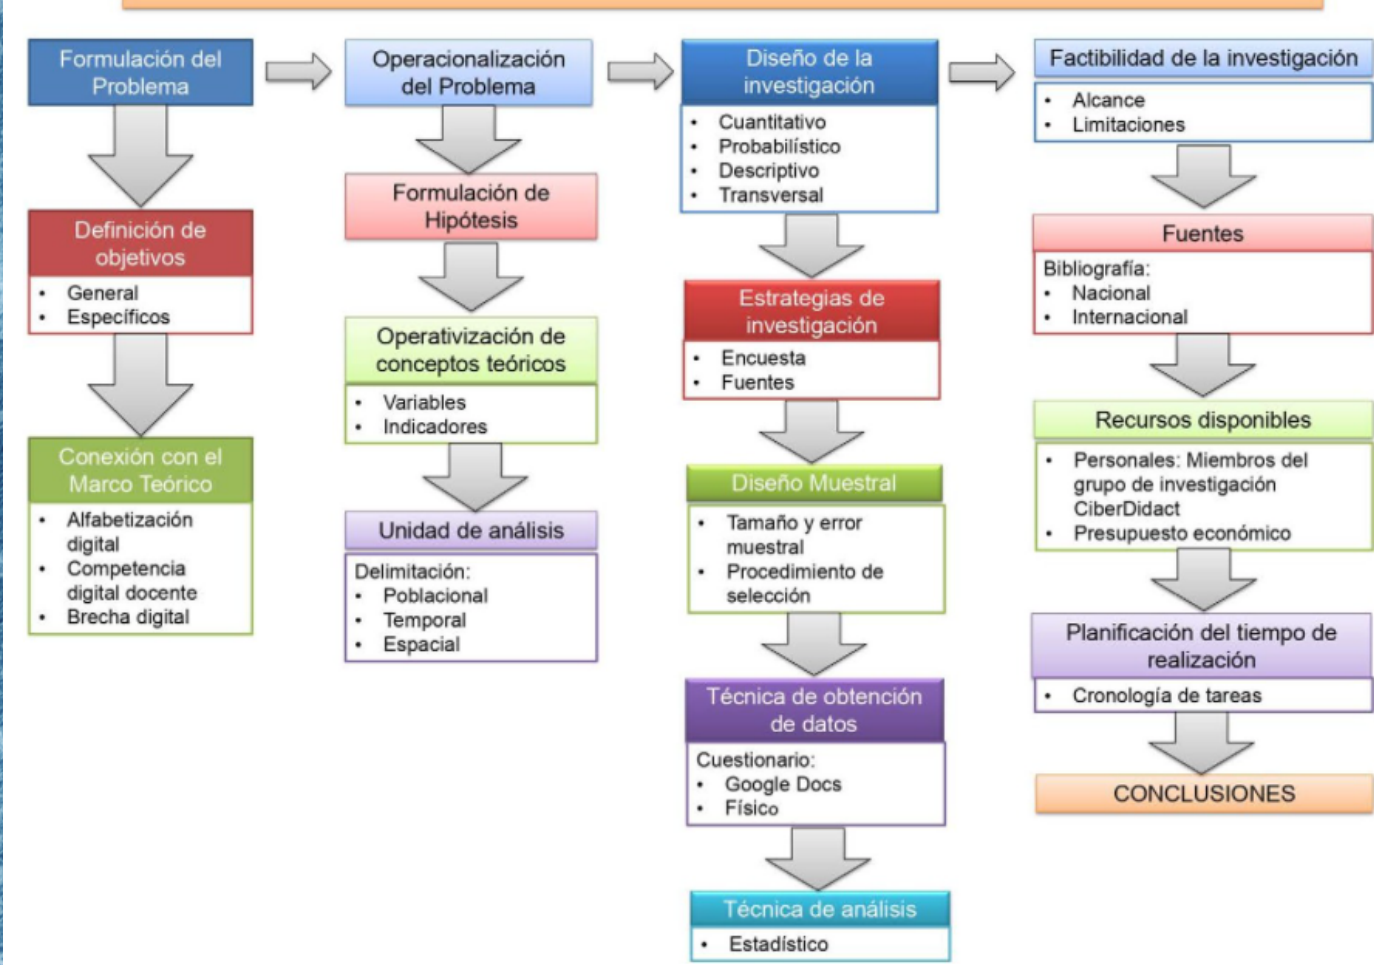 Formulación del
Problema
Definición de
objetivos
• General
• Específicos
Conexión con el
Marco Teórico
• Alfabetización
digital
• Competencia
digital docente
• Brecha digital
Operacionalización
del Problema
Formulación de
Hipótesis
Operativización de
conceptos teóricos
• Variables
• Indicadores
Unidad de análisis
Delimitación:
• Poblacional
• Temporal
• Espacial
Diseño de la
investigación
• Cuantitativo
• Probabilístico
• Descriptivo
• Transversal
Estrategias de
investigación
• Encuesta
• Fuentes
Diseño Muestral
• Tamaño y error
muestral
• Procedimiento de
selección
Técnica de obtención
de datos
Cuestionario:
• Google Docs
• Físico
Técnica de análisis
• Estadístico
Factibilidad de la investigación
• Alcance
• Limitaciones
Fuentes
Bibliografía:
• Nacional
• Internacional
Recursos disponibles
• Personales: Miembros del
grupo de investigación
CiberDidact
• Presupuesto económico
Planificación del tiempo de
realización
• Cronología de tareas
CONCLUSIONES